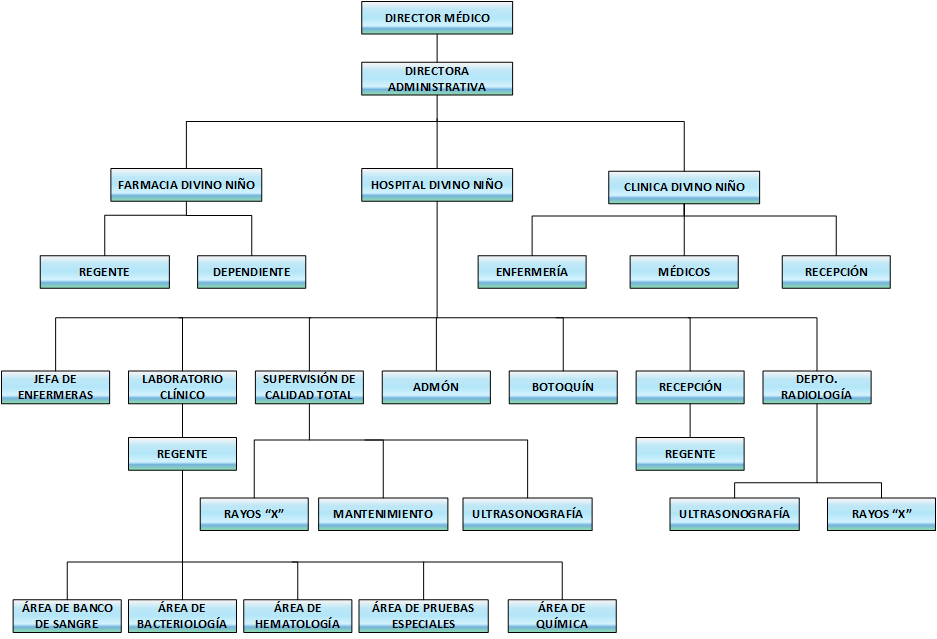 DIRECTOR MÉDICO
DIRECTORA
ADMINISTRATIVA
FARMACIA DIVINO NIÑO
HOSPITAL DIVINO NIÑO
CLINICA DIVINO NIÑO
REGENTE
DEPENDIENTE
ENFERMERÍA
MÉDICOS
RECEPCIÓN
JEFA DE
ENFERMERAS
LABORATORIO
CLÍNICO
SUPERVISIÓN DE
CALIDAD TOTAL
ADMÓN
BOTOQUÍN
RECEPCIÓN
DEPTO.
RADIOLOGÍA
REGENTE
REGENTE
RAYOS “X”
MANTENIMIENTO
ULTRASONOGRAFÍA
ULTRASONOGRAFÍA
RAYOS “X”
ÁREA DE BANCO
DE SANGRE
ÁREA DE
BACTERIOLOGÍA
ÁREA DE
HEMATOLOGÍA
ÁREA DE PRUEBAS
ESPECIALES
ÁREA DE
QUÍMICA